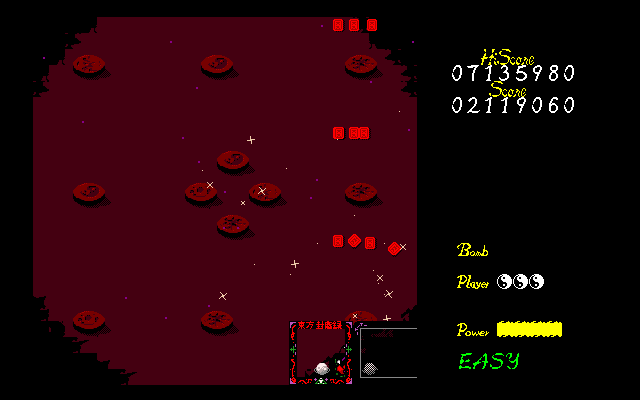 HiScore
07135980
Score
02119060
Bomb
Player
Power
東方封魔録
EASY